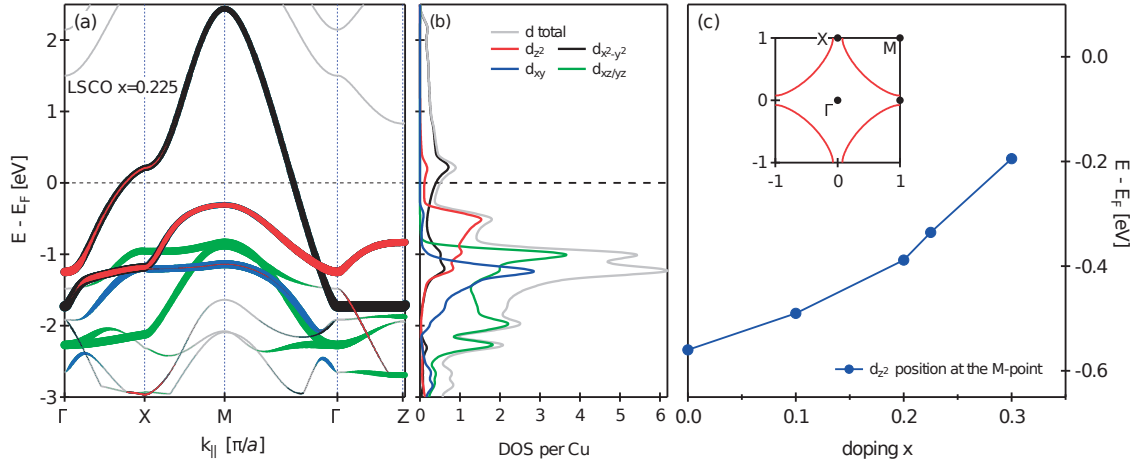 (a)
LSCO x=0.225
E - E_F [eV]
2
1
0
-1
-2
-3
Γ X M Γ Z
k_|| [π/a]
(b)
d total
d_z² d_x²-y²
d_xy d_xz/yz
0 1 2 3 4 5 6
DOS per Cu
(c)
X M
Γ
1
0
-1
-1 0 1
d_z² position at the M-point
0.0
-0.2
-0.4
-0.6
E - E_F [eV]
0.0 0.1 0.2 0.3
doping x